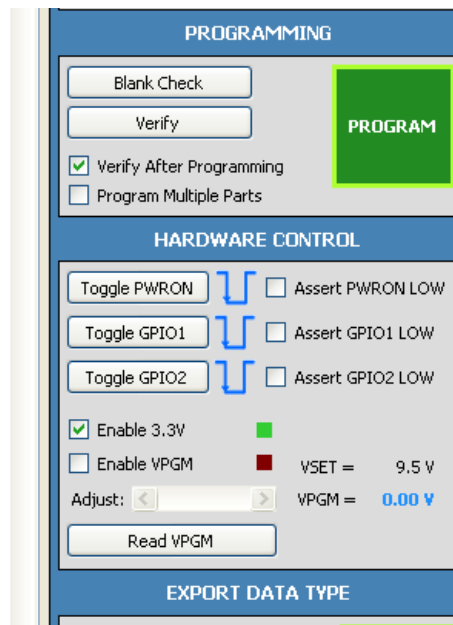 PROGRAMMING
Blank Check
Verify
PROGRAM
Verify After Programming
Program Multiple Parts
HARDWARE CONTROL
Toggle PWRON
Assert PWRON LOW
Toggle GPIO1
Assert GPIO1 LOW
Toggle GPIO2
Assert GPIO2 LOW
Enable 3.3V
Enable VPGM
VSET = 9.5 V
Adjust:
VPGM = 0.00 V
Read VPGM
EXPORT DATA TYPE